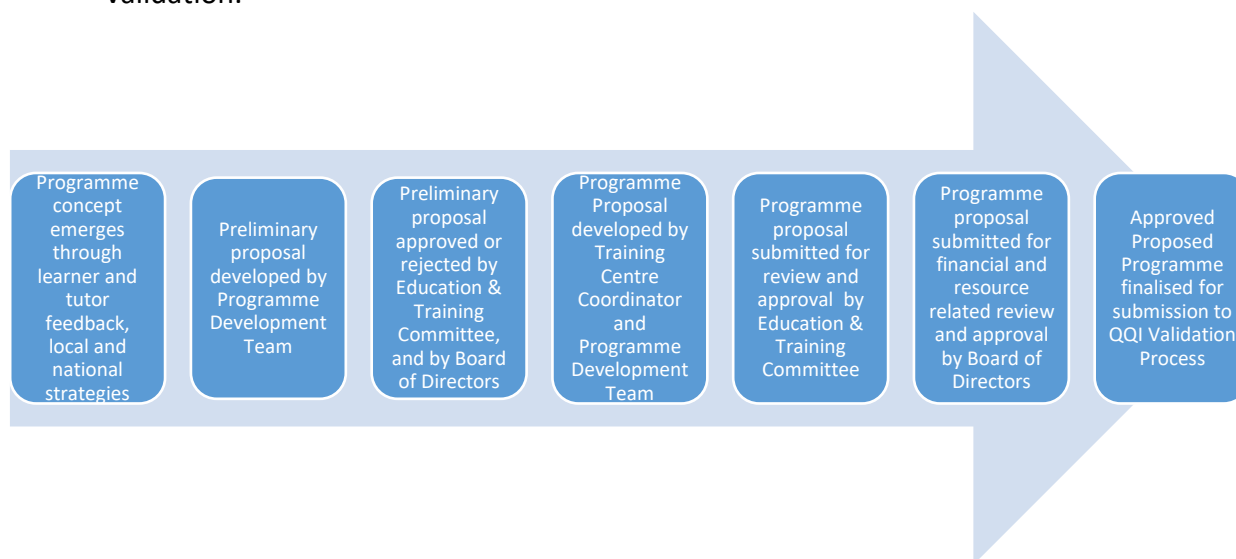 validation.
Programme
concept
emerges
through
learner and
tutor
feedback,
local and
national
strategies
Preliminary
proposal
developed by
Programme
Development
Team
Preliminary
proposal
approved or
rejected by
Education &
Training
Committee,
and by Board
of Directors
Programme
Proposal
developed by
Training
Centre
Coordinator
and
Programme
Development
Team
Programme
proposal
submitted for
review and
approval by
Education &
Training
Committee
Programme
proposal
submitted for
financial and
resource
related review
and approval
by Board of
Directors
Approved
Proposed
Programme
finalised for
submission to
QQI Validation
Process